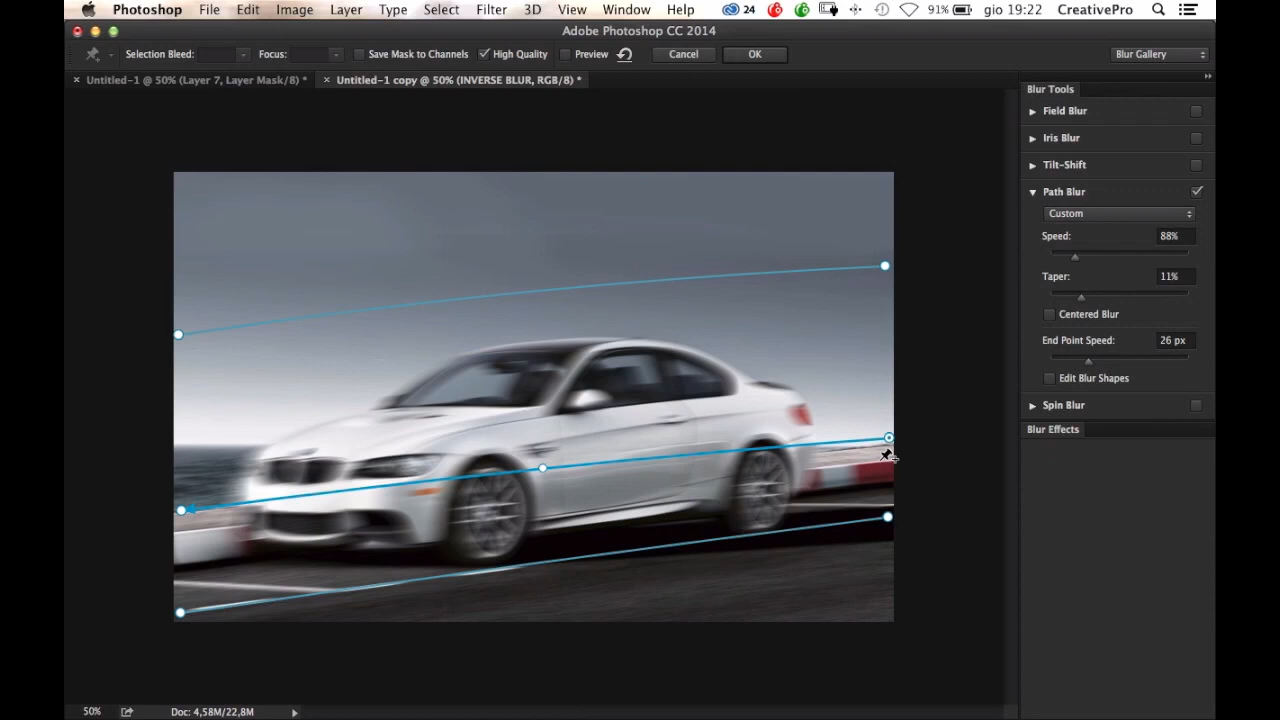 Photoshop File Edit Image Layer Type Select Filter 3D View Window Help 24 91% gio 19:22 CreativePro
Adobe Photoshop CC 2014
Selection Bleed: Focus: Save Mask to Channels High Quality Preview Cancel OK Blur Gallery
Untitled-1 @ 50% (Layer 7, Layer Mask/8) * Untitled-1 copy @ 50% (INVERSE BLUR, RGB/8) *
Blur Tools
Field Blur
Iris Blur
Tilt-Shift
Path Blur
Custom
Speed: 88%
Taper: 11%
Centered Blur
End Point Speed: 26 px
Edit Blur Shapes
Spin Blur
Blur Effects
50% Doc: 4,58M/22,8M